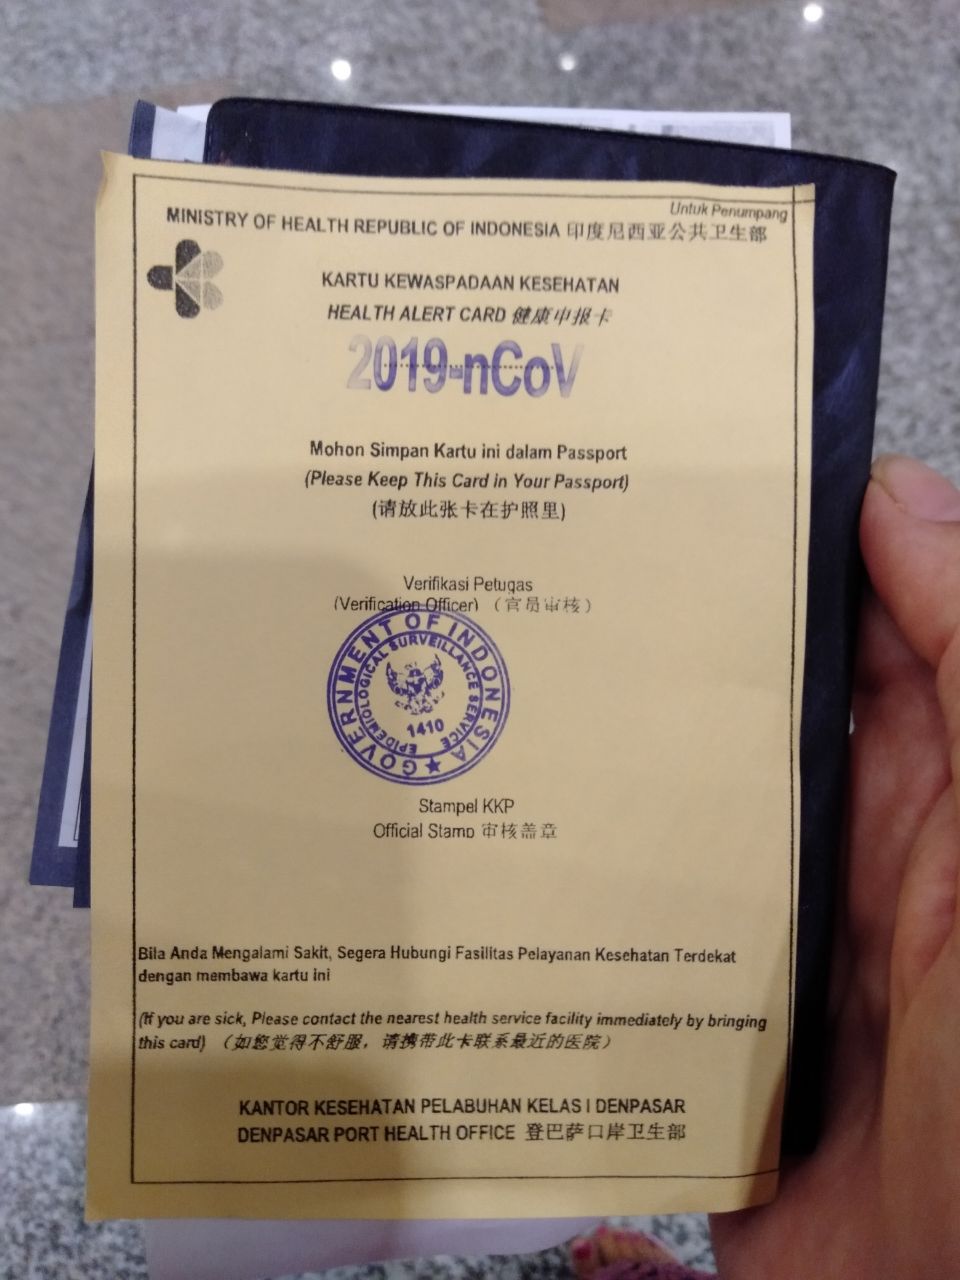 Untuk Penumpang
MINISTRY OF HEALTH REPUBLIC OF INDONESIA 印度尼西亚公共卫生部
KARTU KEWASPADAAN KESEHATAN
HEALTH ALERT CARD 健康申报卡
2019-nCoV
Mohon Simpan Kartu ini dalam Passport
(Please Keep This Card in Your Passport)
(请放此张卡在护照里)
Verifikasi Petugas
(Verification Officer) （官员审核）
GOVERNMENT OF INDONESIA
EPIDEMIOLOGICAL SURVEILLANCE SERVICE
1410
Stampel KKP
Official Stamp 审核盖章
Bila Anda Mengalami Sakit, Segera Hubungi Fasilitas Pelayanan Kesehatan Terdekat
dengan membawa kartu ini
(If you are sick, Please contact the nearest health service facility immediately by bringing
this card) （如您觉得不舒服，请携带此卡联系最近的医院）
KANTOR KESEHATAN PELABUHAN KELAS I DENPASAR
DENPASAR PORT HEALTH OFFICE 登巴萨口岸卫生部